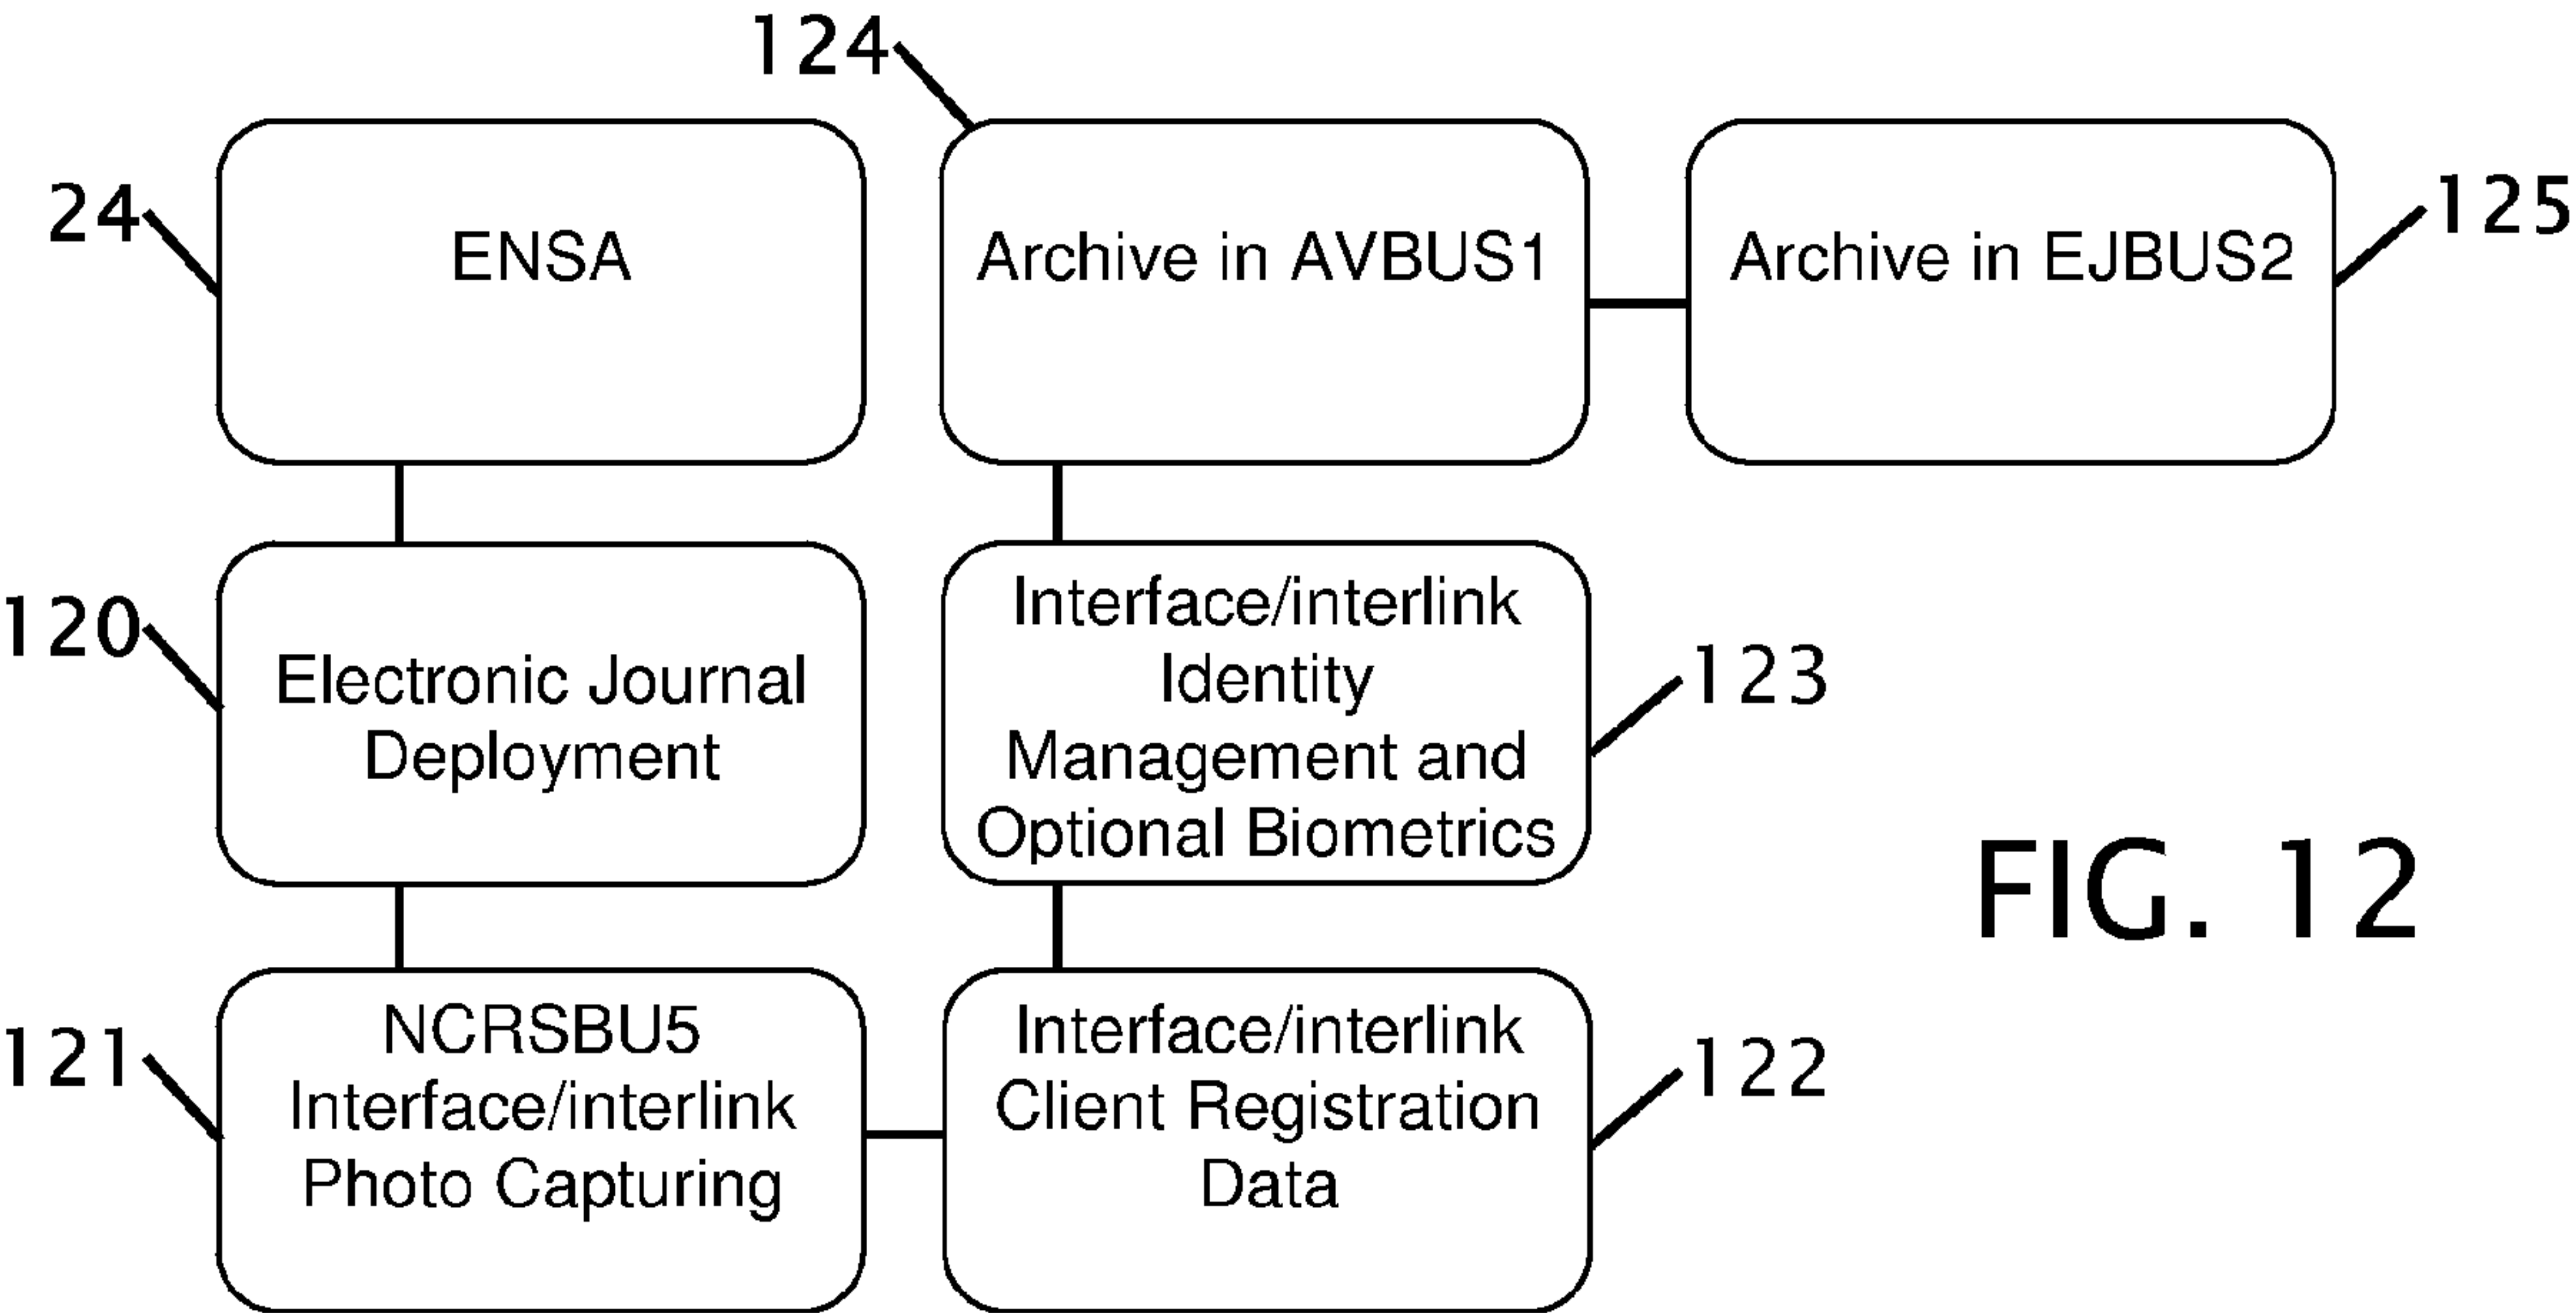 124
24
ENSA
Archive in AVBUS1
Archive in EJBUS2
125
120
Electronic Journal
Deployment
Interface/interlink
Identity
Management and
Optional Biometrics
123
121
NCRSBU5
Interface/interlink
Photo Capturing
Interface/interlink
Client Registration
Data
122
FIG. 12